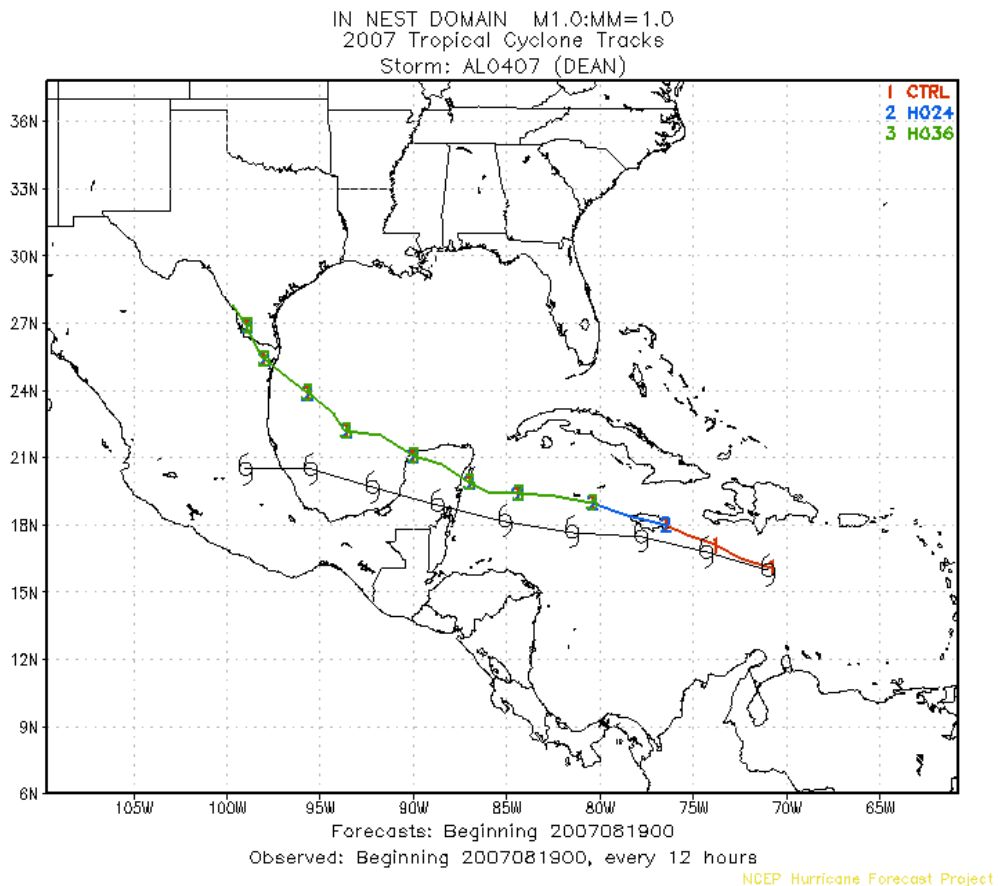 IN NEST DOMAIN M1.0:MM=1.0
2007 Tropical Cyclone Tracks
Storm: AL0407 (DEAN)
1 CTRL
2 HO24
3 HO36
36N
33N
30N
27N
24N
21N
18N
15N
12N
9N
6N
105W 100W 95W 90W 85W 80W 75W 70W 65W
Forecasts: Beginning 2007081900
Observed: Beginning 2007081900, every 12 hours
NCEP Hurricane Forecast Project